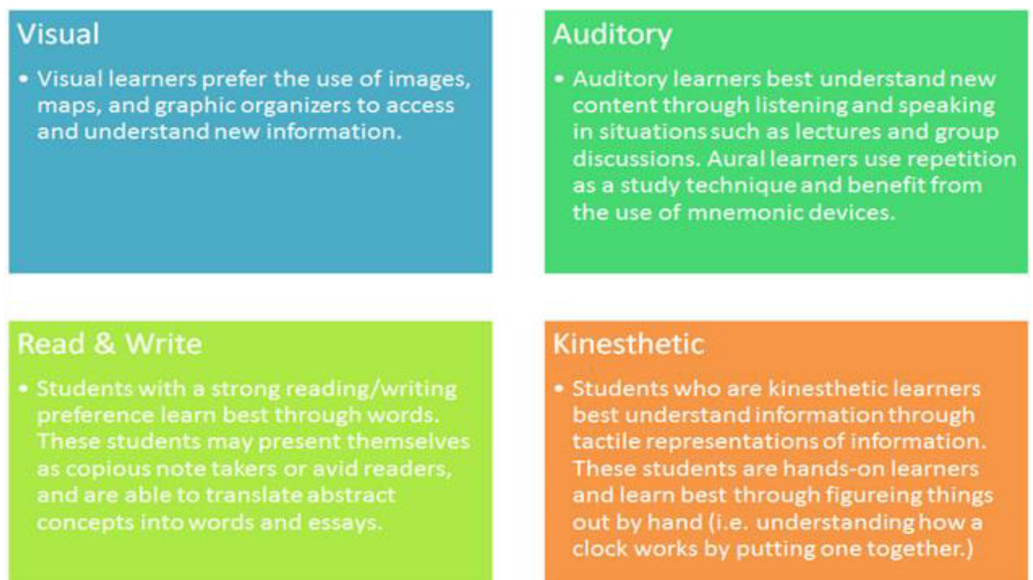 Visual
• Visual learners prefer the use of images,
maps, and graphic organizers to access
and understand new information.
Auditory
• Auditory learners best understand new
content through listening and speaking
in situations such as lectures and group
discussions. Aural learners use repetition
as a study technique and benefit from
the use of mnemonic devices.
Read & Write
• Students with a strong reading/writing
preference learn best through words.
These students may present themselves
as copious note takers or avid readers,
and are able to translate abstract
concepts into words and essays.
Kinesthetic
• Students who are kinesthetic learners
best understand information through
tactile representations of information.
These students are hands-on learners
and learn best through figureing things
out by hand (i.e. understanding how a
clock works by putting one together.)